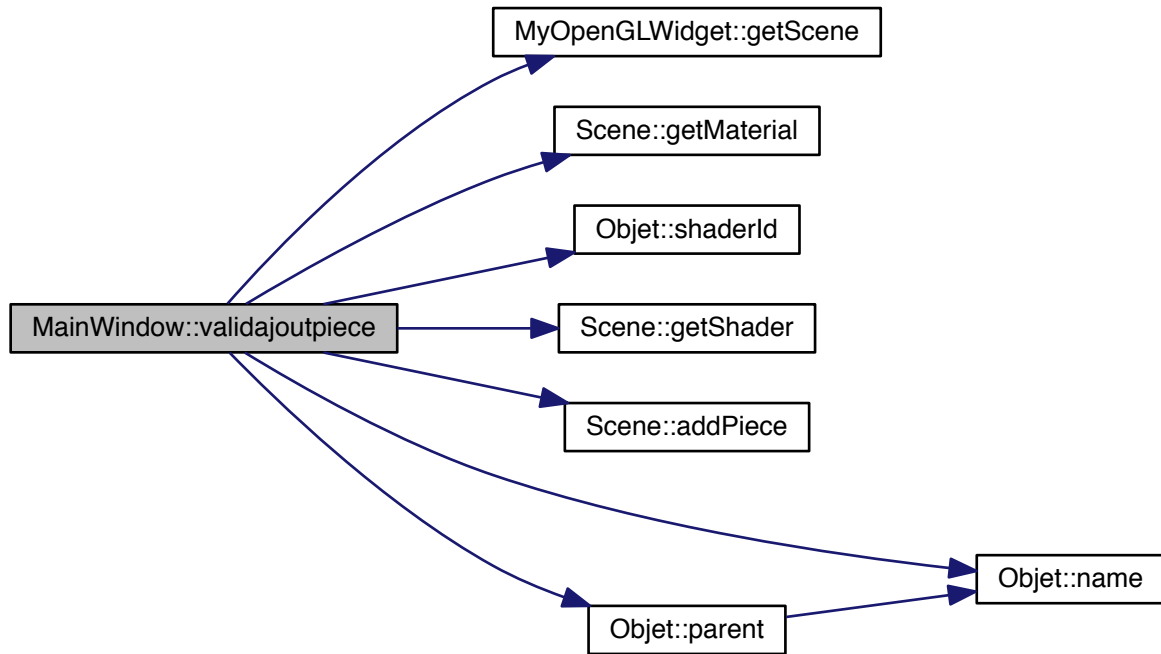 MyOpenGLWidget::getScene
Scene::getMaterial
Objet::shaderId
MainWindow::validajoutpiece
Scene::getShader
Scene::addPiece
Objet::name
Objet::parent